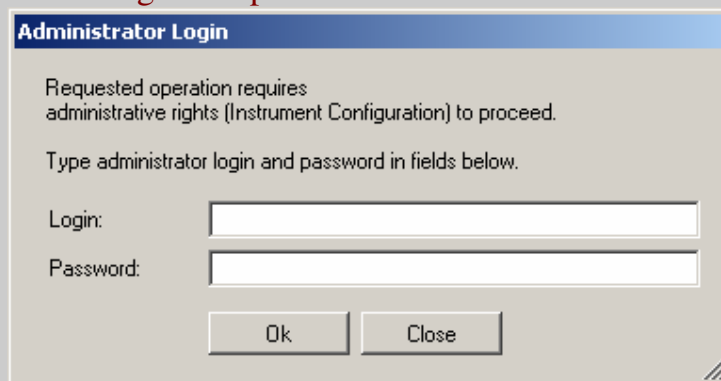 Administrator Login
Requested operation requires
administrative rights (Instrument Configuration) to proceed.
Type administrator login and password in fields below.
Login:
Password:
Ok
Close